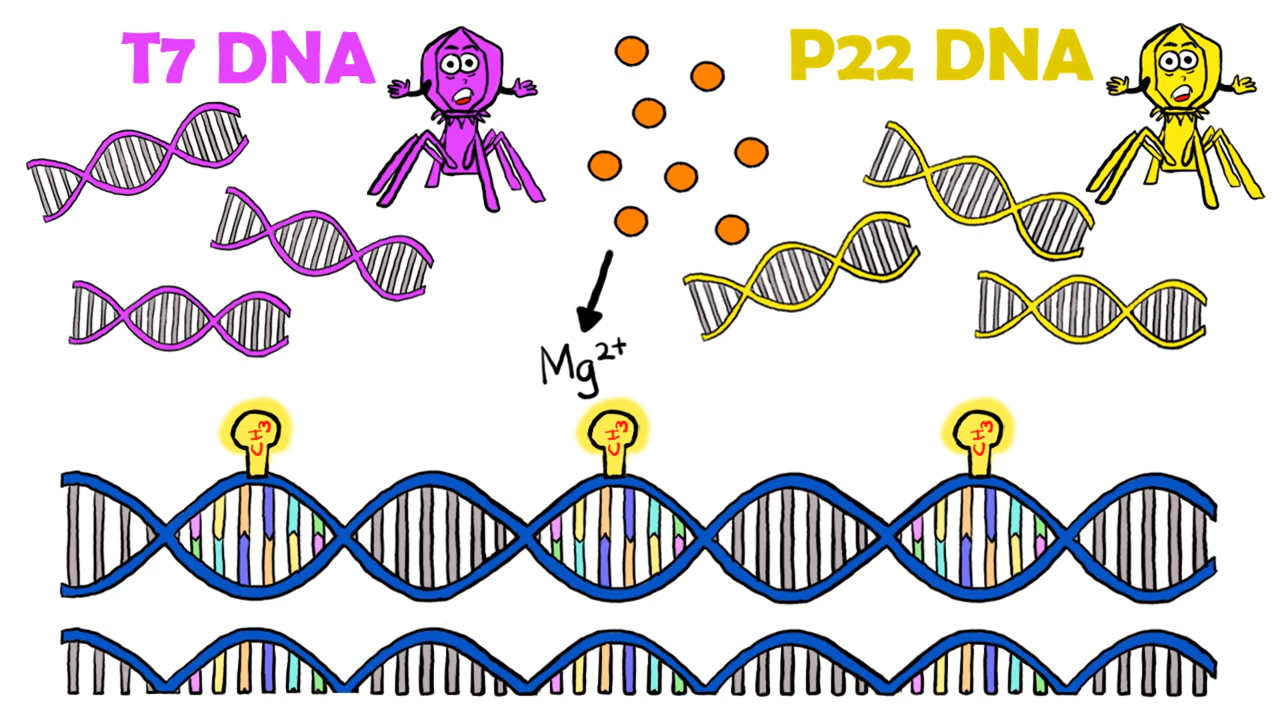 T7 DNA
P22 DNA
Mg²⁺
CH₃
CH₃
CH₃